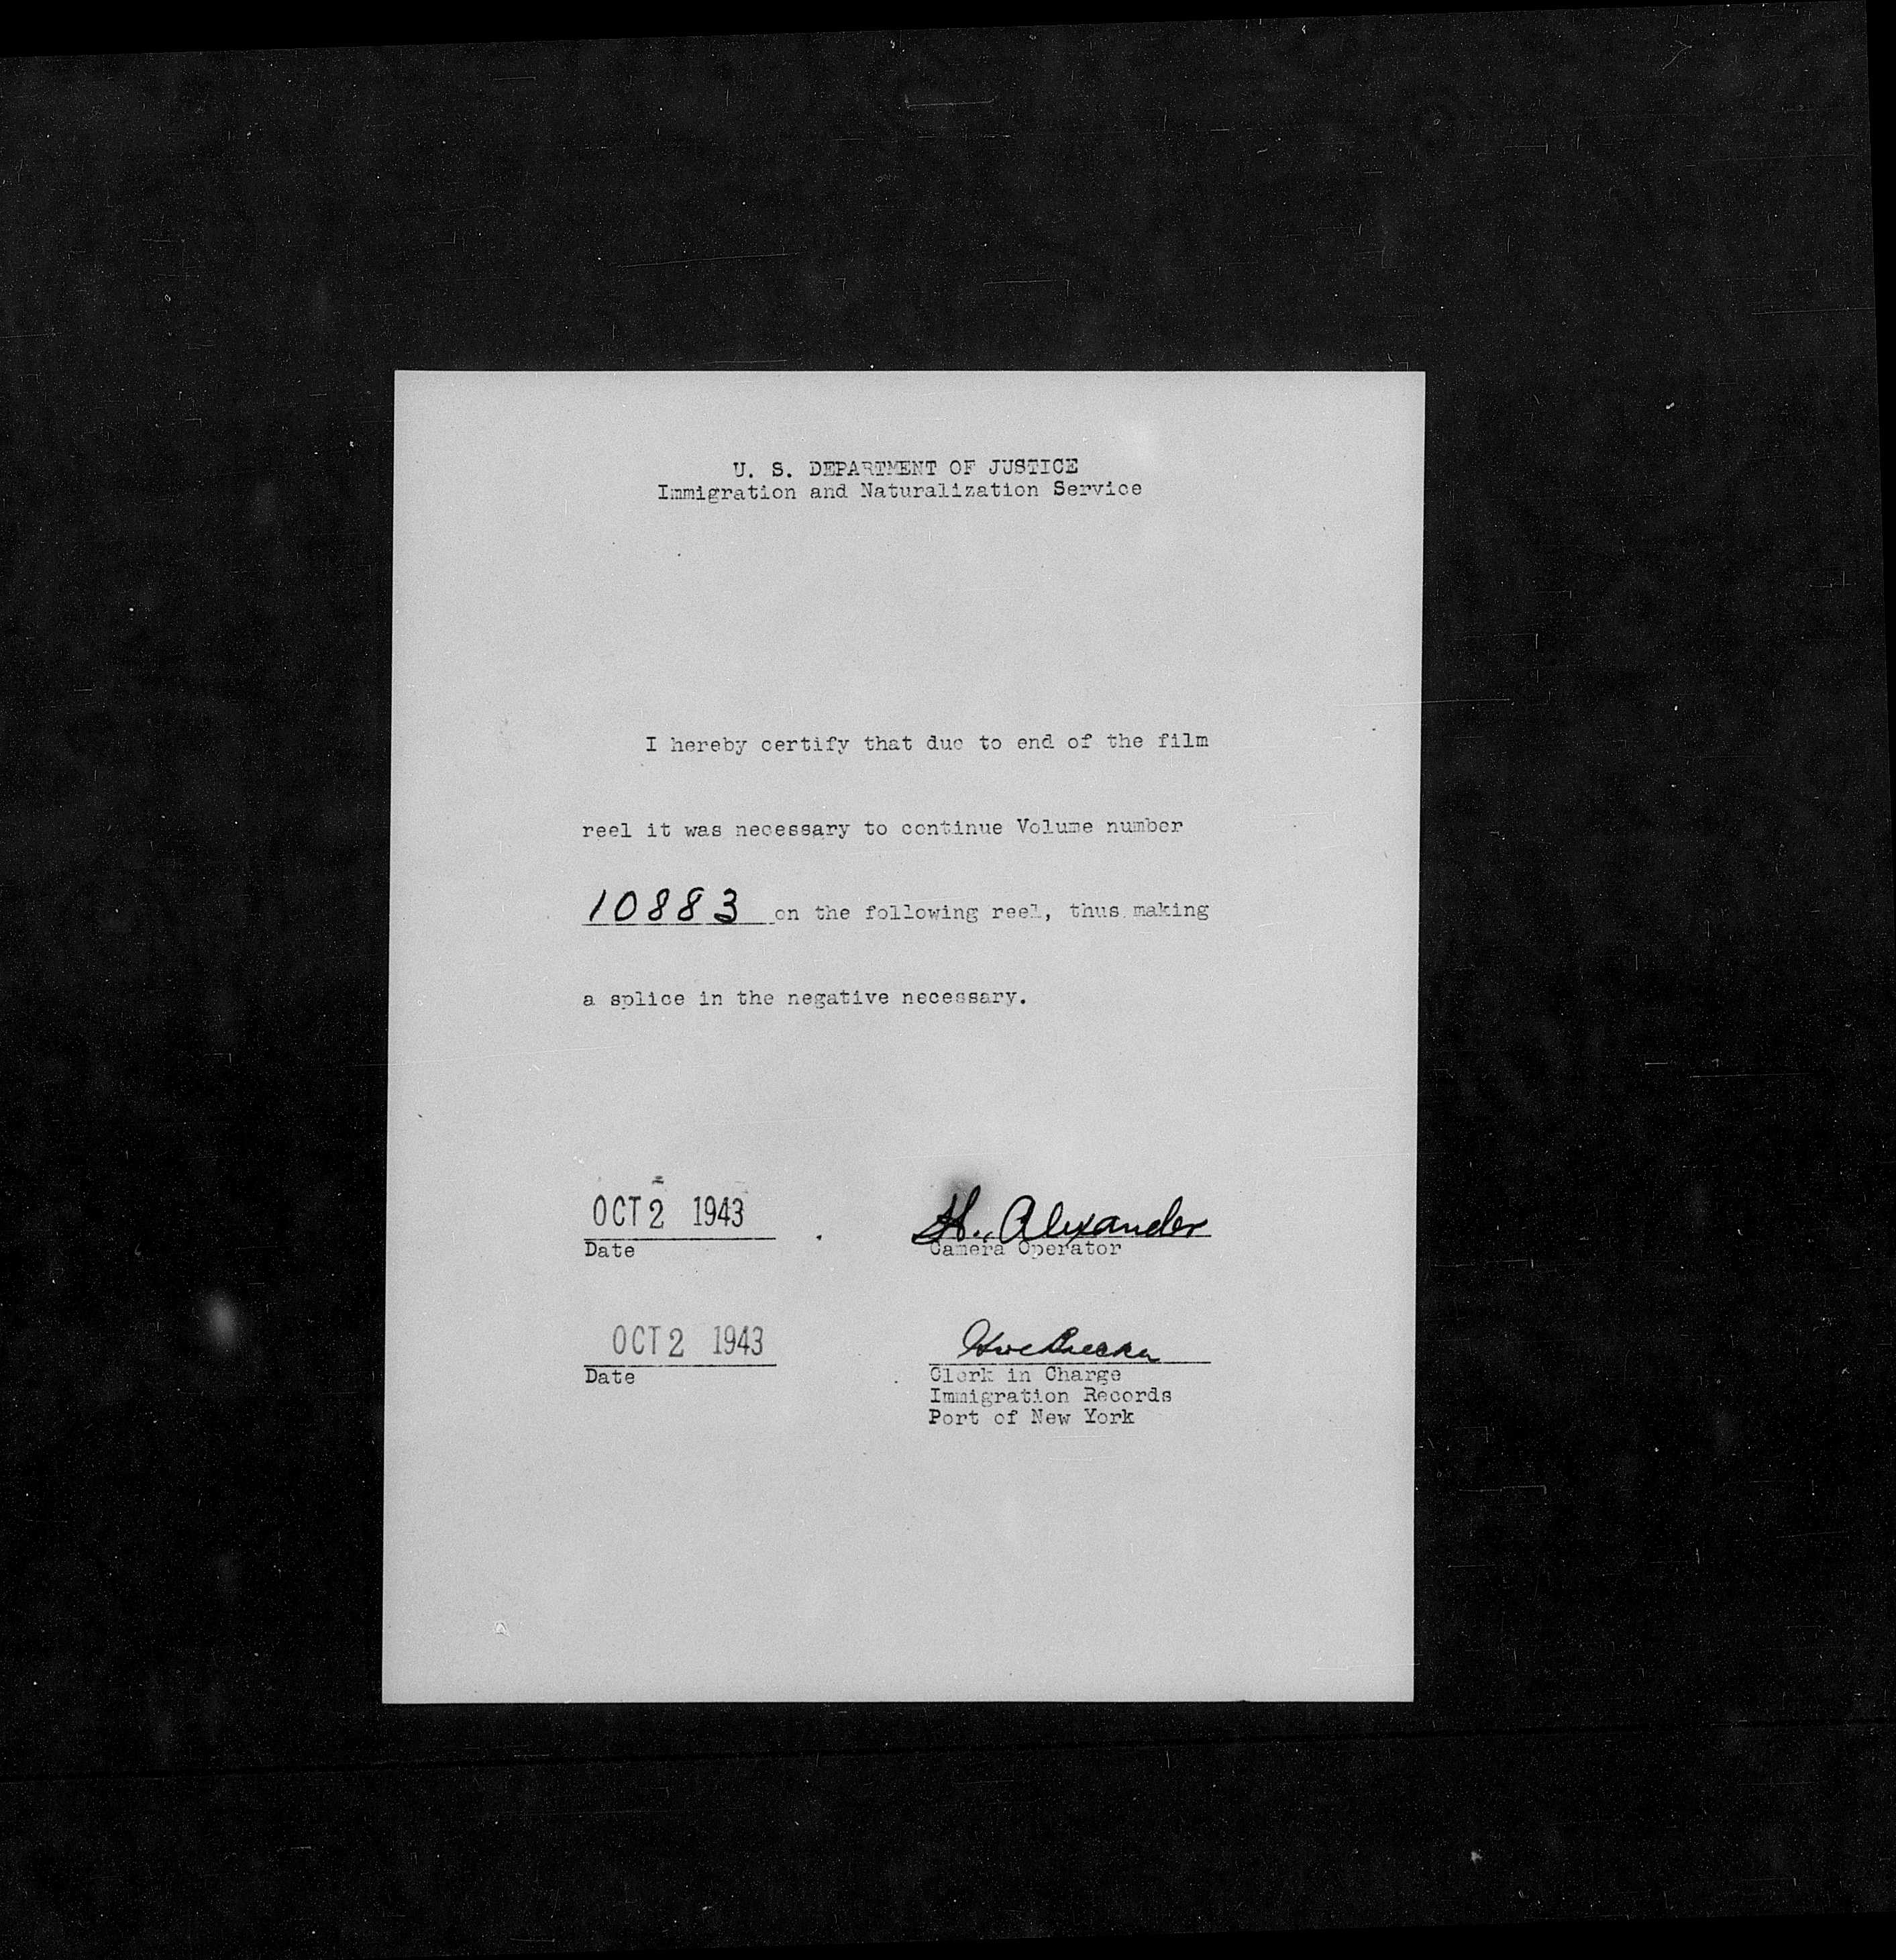 U. S. DEPARTMENT OF JUSTICE
Immigration and Naturalization Service
I hereby certify that due to end of the film
reel it was necessary to continue Volume number
10883 on the following reel, thus making
a splice in the negative necessary.
OCT 2 1943 H. Alexander
Date Camera Operator
OCT 2 1943
Date Clerk in Charge
Immigration Records
Port of New York